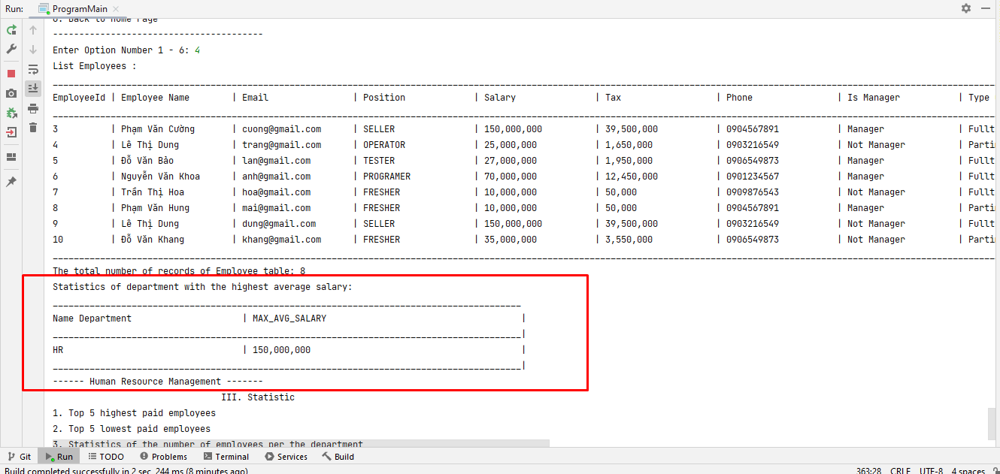 Run: ProgramMain
6. Back to Home Page
----------------------------------------
Enter Option Number 1 - 6: 4
List Employees :
EmployeeId | Employee Name | Email | Position | Salary | Tax | Phone | Is Manager | Type
3 | Phạm Văn Cường | cuong@gmail.com | SELLER | 150,000,000 | 39,500,000 | 0904567891 | Manager | Fullt
4 | Lê Thị Dung | trang@gmail.com | OPERATOR | 25,000,000 | 1,650,000 | 0903216549 | Not Manager | Parti
5 | Đỗ Văn Bảo | lan@gmail.com | TESTER | 27,000,000 | 1,950,000 | 0906549873 | Manager | Fullt
6 | Nguyễn Văn Khoa | anh@gmail.com | PROGRAMER | 70,000,000 | 12,450,000 | 0901234567 | Manager | Fullt
7 | Trần Thị Hoa | hoa@gmail.com | FRESHER | 10,000,000 | 50,000 | 0909876543 | Not Manager | Fullt
8 | Phạm Văn Hung | mai@gmail.com | FRESHER | 10,000,000 | 50,000 | 0904567891 | Manager | Parti
9 | Lê Thị Dung | dung@gmail.com | SELLER | 150,000,000 | 39,500,000 | 0903216549 | Not Manager | Fullt
10 | Đỗ Văn Khang | khang@gmail.com | FRESHER | 35,000,000 | 3,550,000 | 0906549873 | Not Manager | Parti
The total number of records of Employee table: 8
Statistics of department with the highest average salary:
Name Department | MAX_AVG_SALARY |
HR | 150,000,000 |
------ Human Resource Management -------
III. Statistic
1. Top 5 highest paid employees
2. Top 5 lowest paid employees
3. Statistics of the number of employees per the department
Git Run TODO Problems Terminal Services Build
Build completed successfully in 2 sec, 244 ms (8 minutes ago) 363:28 CRLF UTF-8 4 spaces